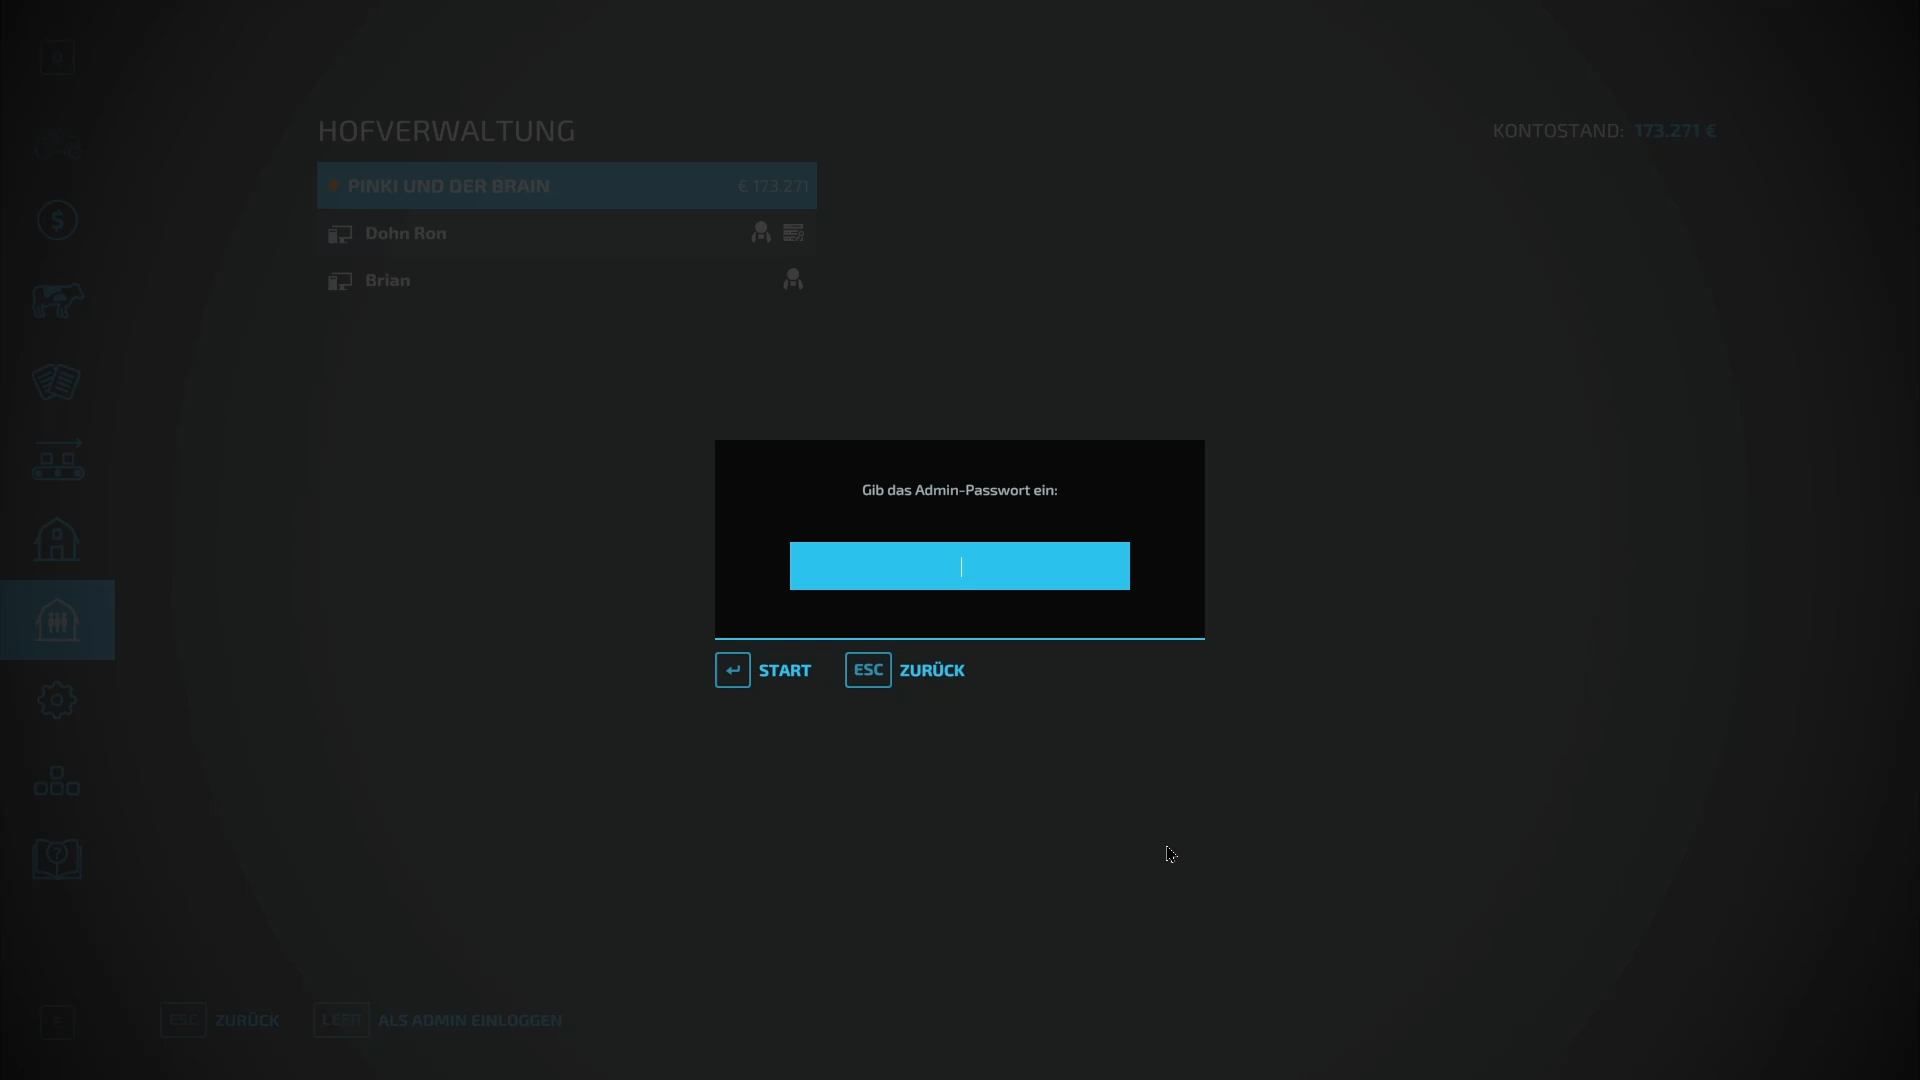 HOFVERWALTUNG
KONTOSTAND: 173.271 €
PINKI UND DER BRAIN € 173.271
Dohn Ron
Brian
Gib das Admin-Passwort ein:
START
ESC ZURÜCK
ESC ZURÜCK LEER ALS ADMIN EINLOGGEN